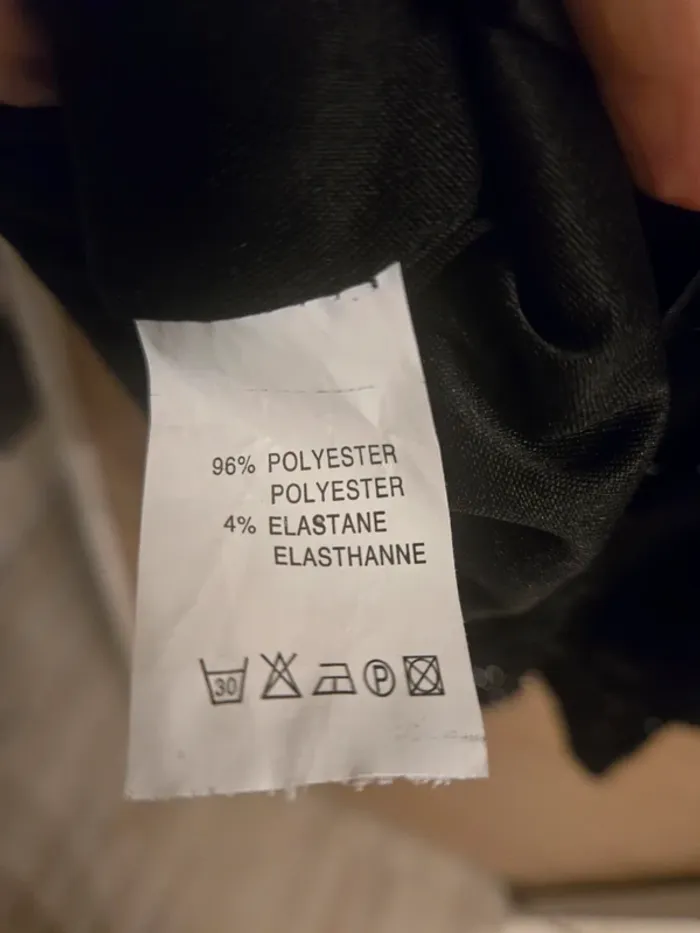 96% POLYESTER
POLYESTER
4% ELASTANE
ELASTHANNE
30 P